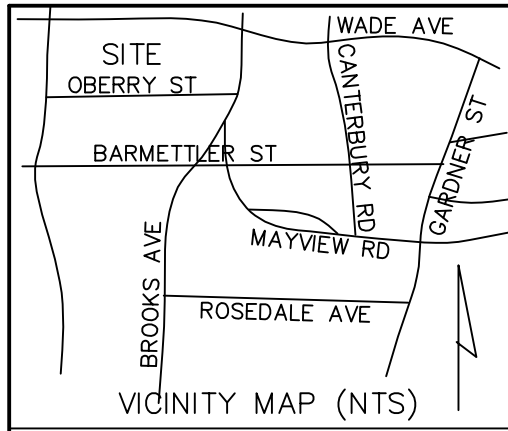 WADE AVE
SITE
OBERRY ST
CANTERBURY RD
GARDNER ST
BARMETTLER ST
MAYVIEW RD
BROOKS AVE
ROSEDALE AVE
VICINITY MAP (NTS)